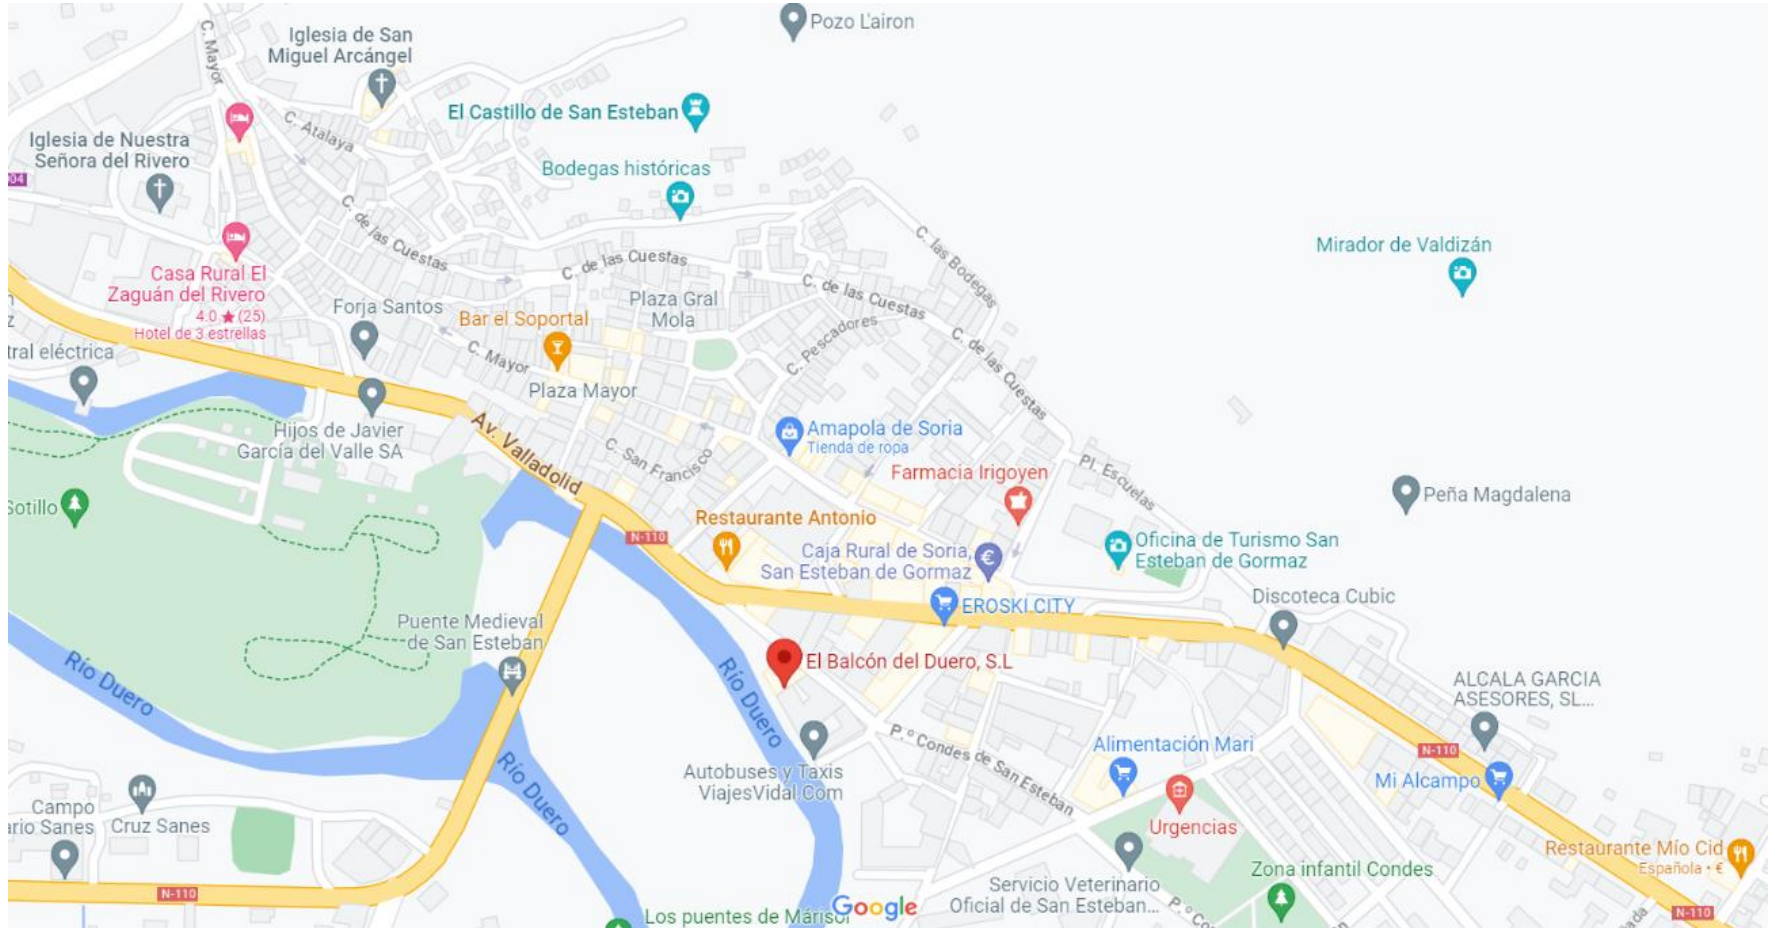 Pozo L'airon
C. Mayor
Iglesia de San
Miguel Arcángel
El Castillo de San Esteban
C. Atalaya
Iglesia de Nuestra
Señora del Rivero
Bodegas históricas
C. de las Cuestas
C. las Bodegas
Mirador de Valdizán
C. de las Cuestas
C. de las Cuestas
Casa Rural El
Zaguán del Rivero
4.0 ★ (25)
Hotel de 3 estrellas
Forja Santos
Plaza Gral
Mola
Bar el Soportal
C. Pescadores
C. de las Cuestas
C. Mayor
tral eléctrica
Plaza Mayor
Av. Valladolid
Hijos de Javier
García del Valle SA
C. San Francisco
Amapola de Soria
Tienda de ropa
Farmacia Irigoyen
Pl. Escuelas
Peña Magdalena
Sotillo
Restaurante Antonio
N-110
Caja Rural de Soria,
San Esteban de Gormaz
Oficina de Turismo San
Esteban de Gormaz
EROSKI CITY
Discoteca Cubic
Puente Medieval
de San Esteban
Río Duero
Río Duero
El Balcón del Duero, S.L
ALCALA GARCIA
ASESORES, SL...
P.º Condes de San Esteban
Alimentación Mari
N-110
Río Duero
Autobuses y Taxis
ViajesVidal.Com
Mi Alcampo
Campo
ario Sanes
Cruz Sanes
Urgencias
Restaurante Mío Cid
Española • €
Zona infantil Condes
N-110
Servicio Veterinario
Oficial de San Esteban...
P.º Co
Google
Los puentes de Márisol
N-110